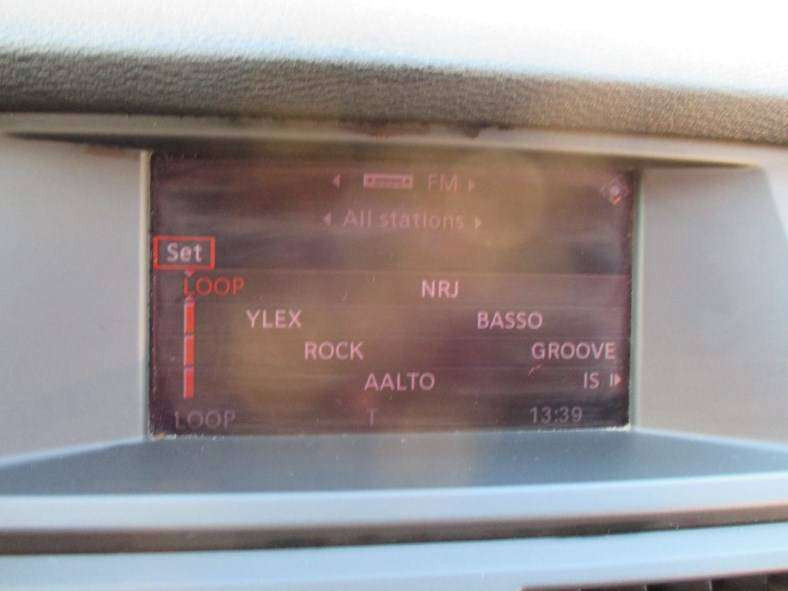 FM
All stations
Set
LOOP NRJ
YLEX BASSO
ROCK GROOVE
AALTO IS
LOOP T 13:39